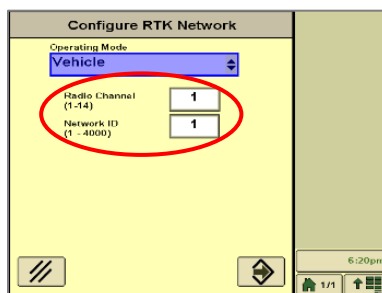 Configure RTK Network
Operating Mode
Vehicle
Radio Channel
(1-14)
1
Network ID
(1 - 4000)
1
6:20pm
1/1